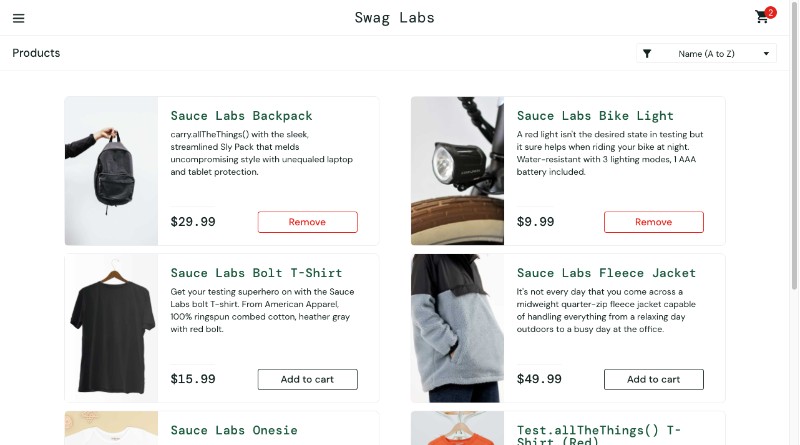 Swag Labs
2
Products
Name (A to Z)
Sauce Labs Backpack
carry.allTheThings() with the sleek,
streamlined Sly Pack that melds
uncompromising style with unequaled laptop
and tablet protection.
$29.99
Remove
Sauce Labs Bike Light
A red light isn't the desired state in testing but
it sure helps when riding your bike at night.
Water-resistant with 3 lighting modes, 1 AAA
battery included.
$9.99
Remove
Sauce Labs Bolt T-Shirt
Get your testing superhero on with the Sauce
Labs bolt T-shirt. From American Apparel,
100% ringspun combed cotton, heather gray
with red bolt.
$15.99
Add to cart
Sauce Labs Fleece Jacket
It's not every day that you come across a
midweight quarter-zip fleece jacket capable
of handling everything from a relaxing day
outdoors to a busy day at the office.
$49.99
Add to cart
Sauce Labs Onesie
Test.allTheThings() T-
Shirt (Red)